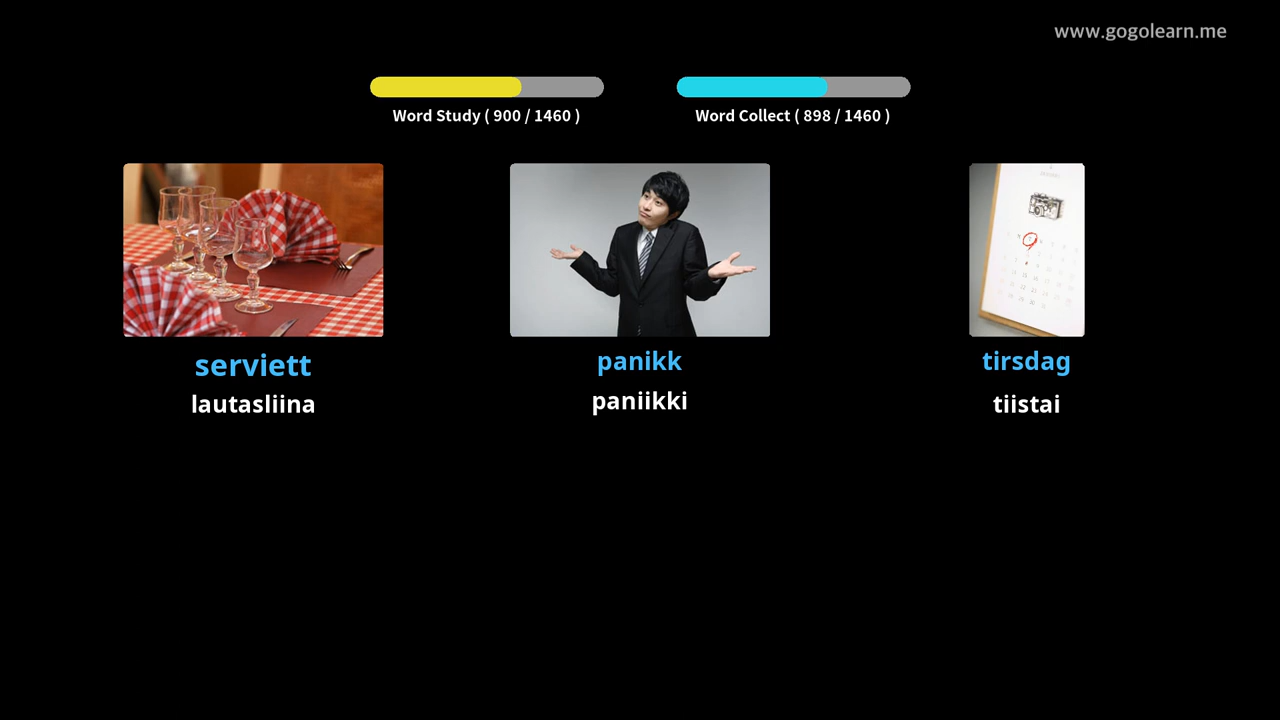 www.gogolearn.me
Word Study ( 900 / 1460 )
Word Collect ( 898 / 1460 )
serviett
lautasliina
panikk
paniikki
tirsdag
tiistai